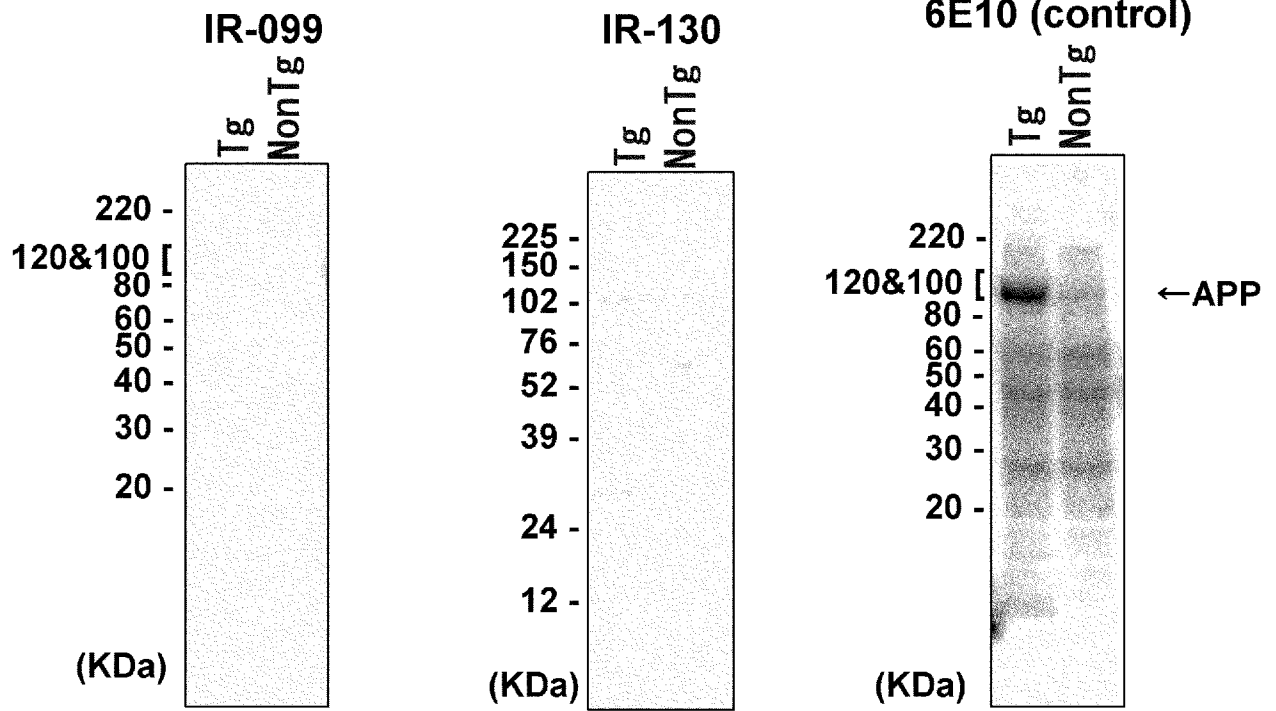 IR-099
Tg
NonTg
220 -
120&100 [
80 -
60 -
50 -
40 -
30 -
20 -
(KDa)
IR-130
Tg
NonTg
225 -
150 -
102 -
76 -
52 -
39 -
24 -
12 -
(KDa)
6E10 (control)
Tg
NonTg
220 -
120&100 [
80 -
60 -
50 -
40 -
30 -
20 -
(KDa)
←APP